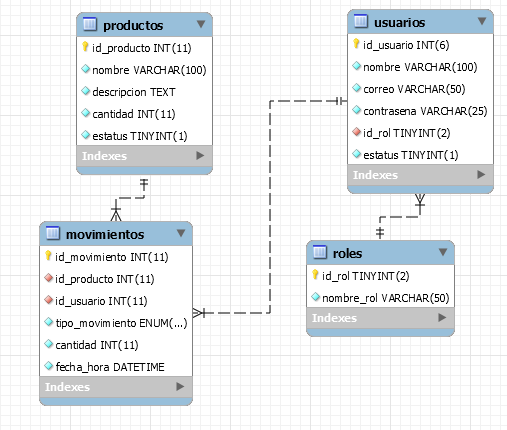 productos
id_producto INT(11)
nombre VARCHAR(100)
descripcion TEXT
cantidad INT(11)
estatus TINYINT(1)
Indexes
usuarios
id_usuario INT(6)
nombre VARCHAR(100)
correo VARCHAR(50)
contrasena VARCHAR(25)
id_rol TINYINT(2)
estatus TINYINT(1)
Indexes
movimientos
id_movimiento INT(11)
id_producto INT(11)
id_usuario INT(11)
tipo_movimiento ENUM(...)
cantidad INT(11)
fecha_hora DATETIME
Indexes
roles
id_rol TINYINT(2)
nombre_rol VARCHAR(50)
Indexes